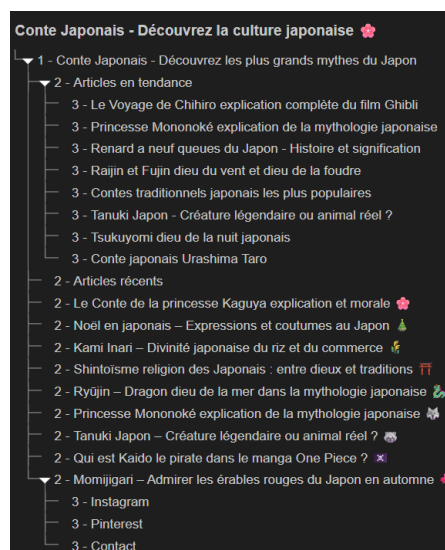 Conte Japonais - Découvrez la culture japonaise 🌸
1 - Conte Japonais - Découvrez les plus grands mythes du Japon
2 - Articles en tendance
3 - Le Voyage de Chihiro explication complète du film Ghibli
3 - Princesse Mononoké explication de la mythologie japonaise
3 - Renard a neuf queues du Japon - Histoire et signification
3 - Raijin et Fujin dieu du vent et dieu de la foudre
3 - Contes traditionnels japonais les plus populaires
3 - Tanuki Japon - Créature légendaire ou animal réel ?
3 - Tsukuyomi dieu de la nuit japonais
3 - Conte japonais Urashima Taro
2 - Articles récents
2 - Le Conte de la princesse Kaguya explication et morale 🌸
2 - Noël en japonais – Expressions et coutumes au Japon 🎄
2 - Kami Inari – Divinité japonaise du riz et du commerce 🌾
2 - Shintoïsme religion des Japonais : entre dieux et traditions ⛩️
2 - Ryūjin – Dragon dieu de la mer dans la mythologie japonaise 🐉
2 - Princesse Mononoké explication de la mythologie japonaise 🐺
2 - Tanuki Japon – Créature légendaire ou animal réel ? 🦝
2 - Qui est Kaido le pirate dans le manga One Piece ? 🏴‍☠️
2 - Momijigari – Admirer les érables rouges du Japon en automne 🍁
3 - Instagram
3 - Pinterest
3 - Contact